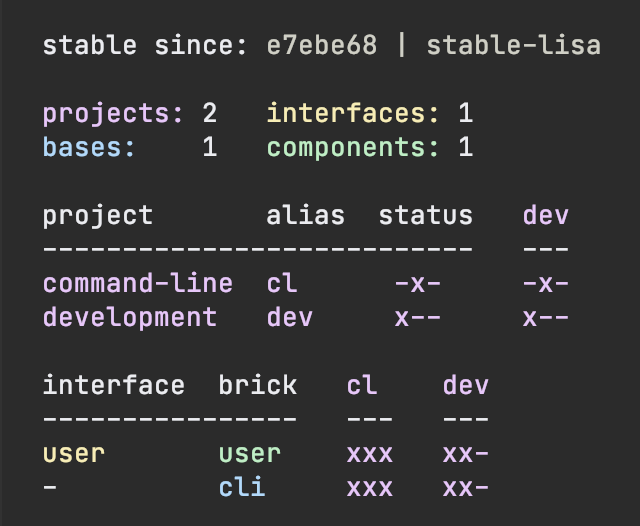 stable since: e7ebe68 | stable-lisa
projects: 2   interfaces: 1
bases:    1   components: 1
project       alias  status   dev
---------------------------   ---
command-line  cl      -x-     -x-
development   dev     x--     x--
interface  brick   cl   dev
----------------   ---  ---
user       user    xxx  xx-
-          cli     xxx  xx-